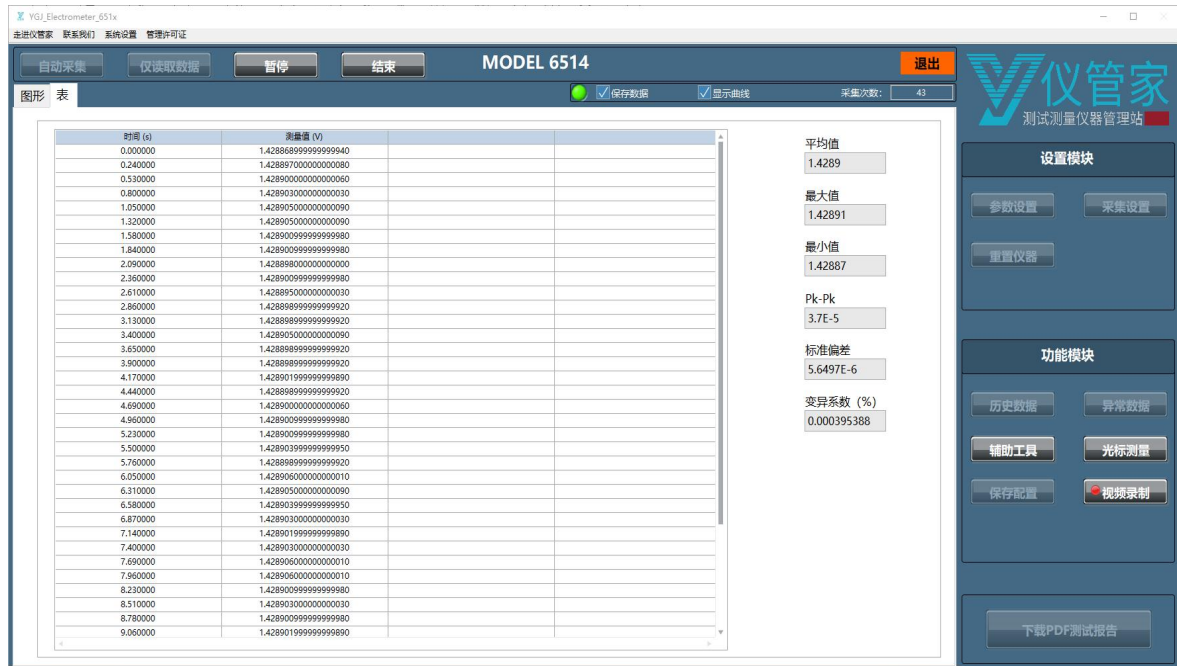 YGJ_Electrometer_651x
走进仪管家 联系我们 系统设置 管理许可证
自动采集 仅读取数据 暂停 结束 MODEL 6514 退出
图形 表 保存数据 显示曲线 采集次数: 43
仪管家
测试测量仪器管理站
时间 (s) 测量值 (V)
0.000000 1.428868999999999940
0.240000 1.428897000000000080
0.530000 1.428900000000000060
0.800000 1.428903000000000030
1.050000 1.428905000000000090
1.320000 1.428905000000000090
1.580000 1.428900999999999980
1.840000 1.428900999999999980
2.090000 1.428898000000000000
2.360000 1.428900999999999980
2.610000 1.428895000000000030
2.860000 1.428898999999999920
3.130000 1.428898999999999920
3.400000 1.428905000000000090
3.650000 1.428898999999999920
3.900000 1.428898999999999920
4.170000 1.428901999999999890
4.440000 1.428898999999999920
4.690000 1.428900000000000060
4.960000 1.428900999999999980
5.230000 1.428900999999999980
5.500000 1.428903999999999950
5.760000 1.428898999999999920
6.050000 1.428906000000000010
6.310000 1.428905000000000090
6.580000 1.428903999999999950
6.870000 1.428903000000000030
7.140000 1.428901999999999890
7.400000 1.428903000000000030
7.690000 1.428906000000000010
7.960000 1.428906000000000010
8.230000 1.428900999999999980
8.510000 1.428903000000000030
8.780000 1.428900999999999980
9.060000 1.428901999999999890
平均值
1.4289
最大值
1.42891
最小值
1.42887
Pk-Pk
3.7E-5
标准偏差
5.6497E-6
变异系数 (%)
0.000395388
设置模块
参数设置 采集设置
重置仪器
功能模块
历史数据 异常数据
辅助工具 光标测量
保存配置 视频录制
下载PDF测试报告